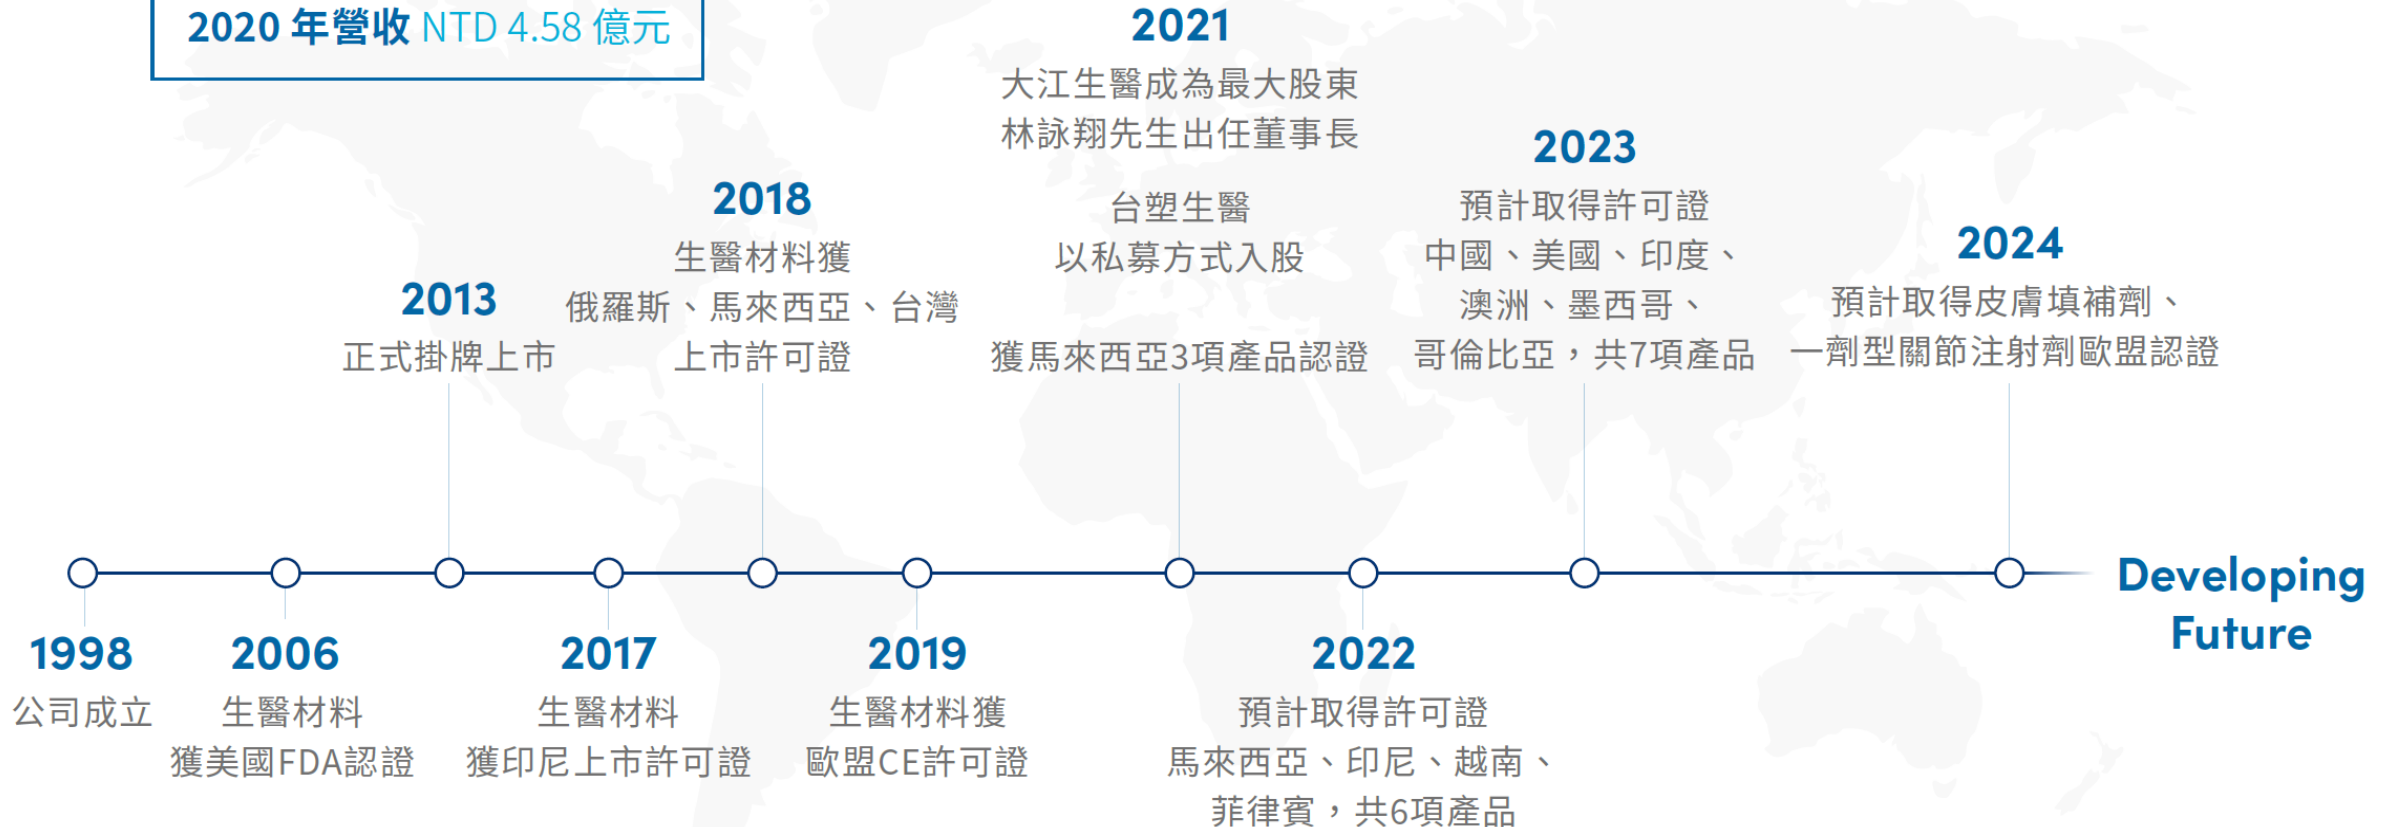 2020 年營收 NTD 4.58 億元
2021
大江生醫成為最大股東
林詠翔先生出任董事長
台塑生醫
以私募方式入股
獲馬來西亞3項產品認證
2018
生醫材料獲
俄羅斯、馬來西亞、台灣
上市許可證
2013
正式掛牌上市
2023
預計取得許可證
中國、美國、印度、
澳洲、墨西哥、
哥倫比亞，共7項產品
2024
預計取得皮膚填補劑、
一劑型關節注射劑歐盟認證
Developing
Future
1998
公司成立
2006
生醫材料
獲美國FDA認證
2017
生醫材料
獲印尼上市許可證
2019
生醫材料獲
歐盟CE許可證
2022
預計取得許可證
馬來西亞、印尼、越南、
菲律賓，共6項產品